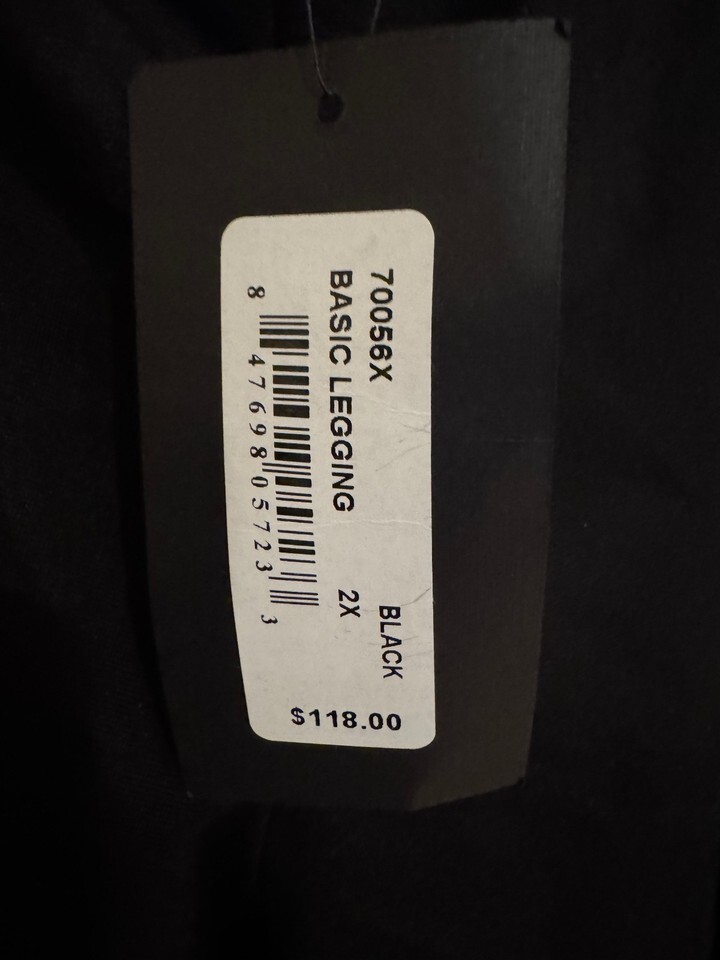 70056X BLACK
BASIC LEGGING 2X
8 47698 05723 3
$118.00